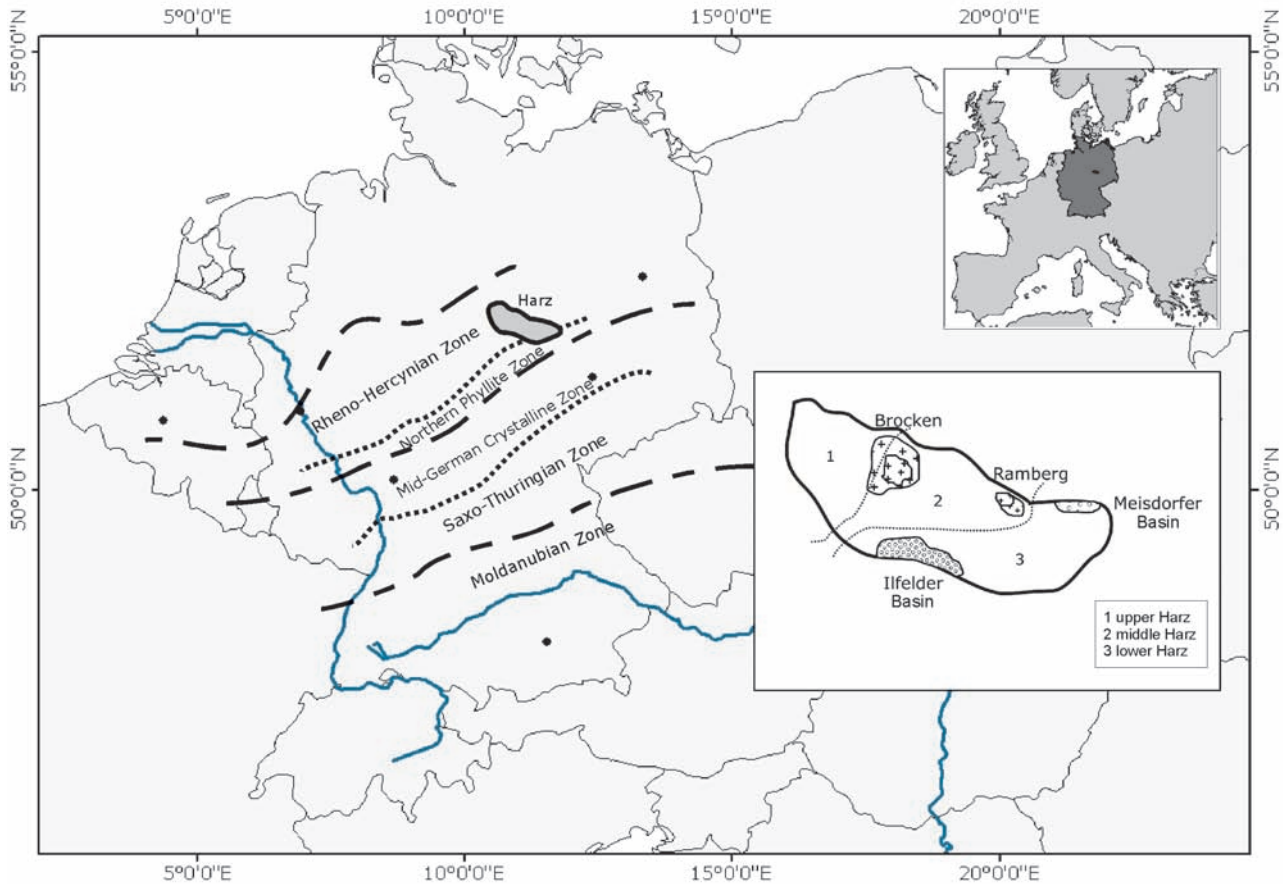 5°0'0"E
10°0'0"E
15°0'0"E
20°0'0"E
55°0'0"N
55°0'0"N
Harz
Rheno-Hercynian Zone
Northern Phyllite Zone
Mid-German Crystalline Zone
Saxo-Thuringian Zone
Moldanubian Zone
50°0'0"N
50°0'0"N
Brocken
1
Ramberg
2
Meisdorfer
Basin
3
Ilfelder
Basin
1 upper Harz
2 middle Harz
3 lower Harz
5°0'0"E
10°0'0"E
15°0'0"E
20°0'0"E